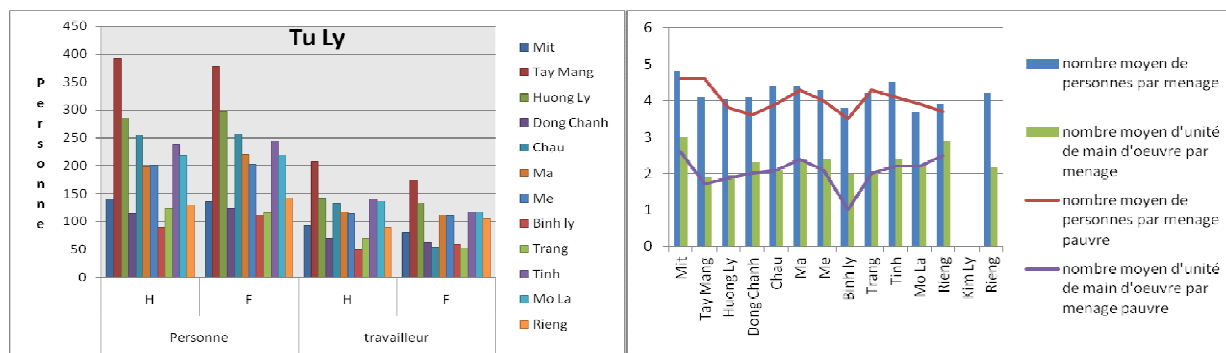 Tu Ly
Personne
450
400
350
300
250
200
150
100
50
0
H
F
H
F
Personne
travailleur
Mit
Tay Mang
Huong Ly
Dong Chanh
Chau
Ma
Me
Binh ly
Trang
Tinh
Mo La
Rieng
6
5
4
3
2
1
0
Mit
Tay Mang
Huong Ly
Dong Chanh
Chau
Ma
Me
Binh ly
Trang
Tinh
Mo La
Rieng
Kim Ly
Rieng
nombre moyen de
personnes par menage
nombre moyen d'unité
de main d'oeuvre par
menage
nombre moyen de
personnes par menage
pauvre
nombre moyen d'unité
de main d'oeuvre par
menage pauvre